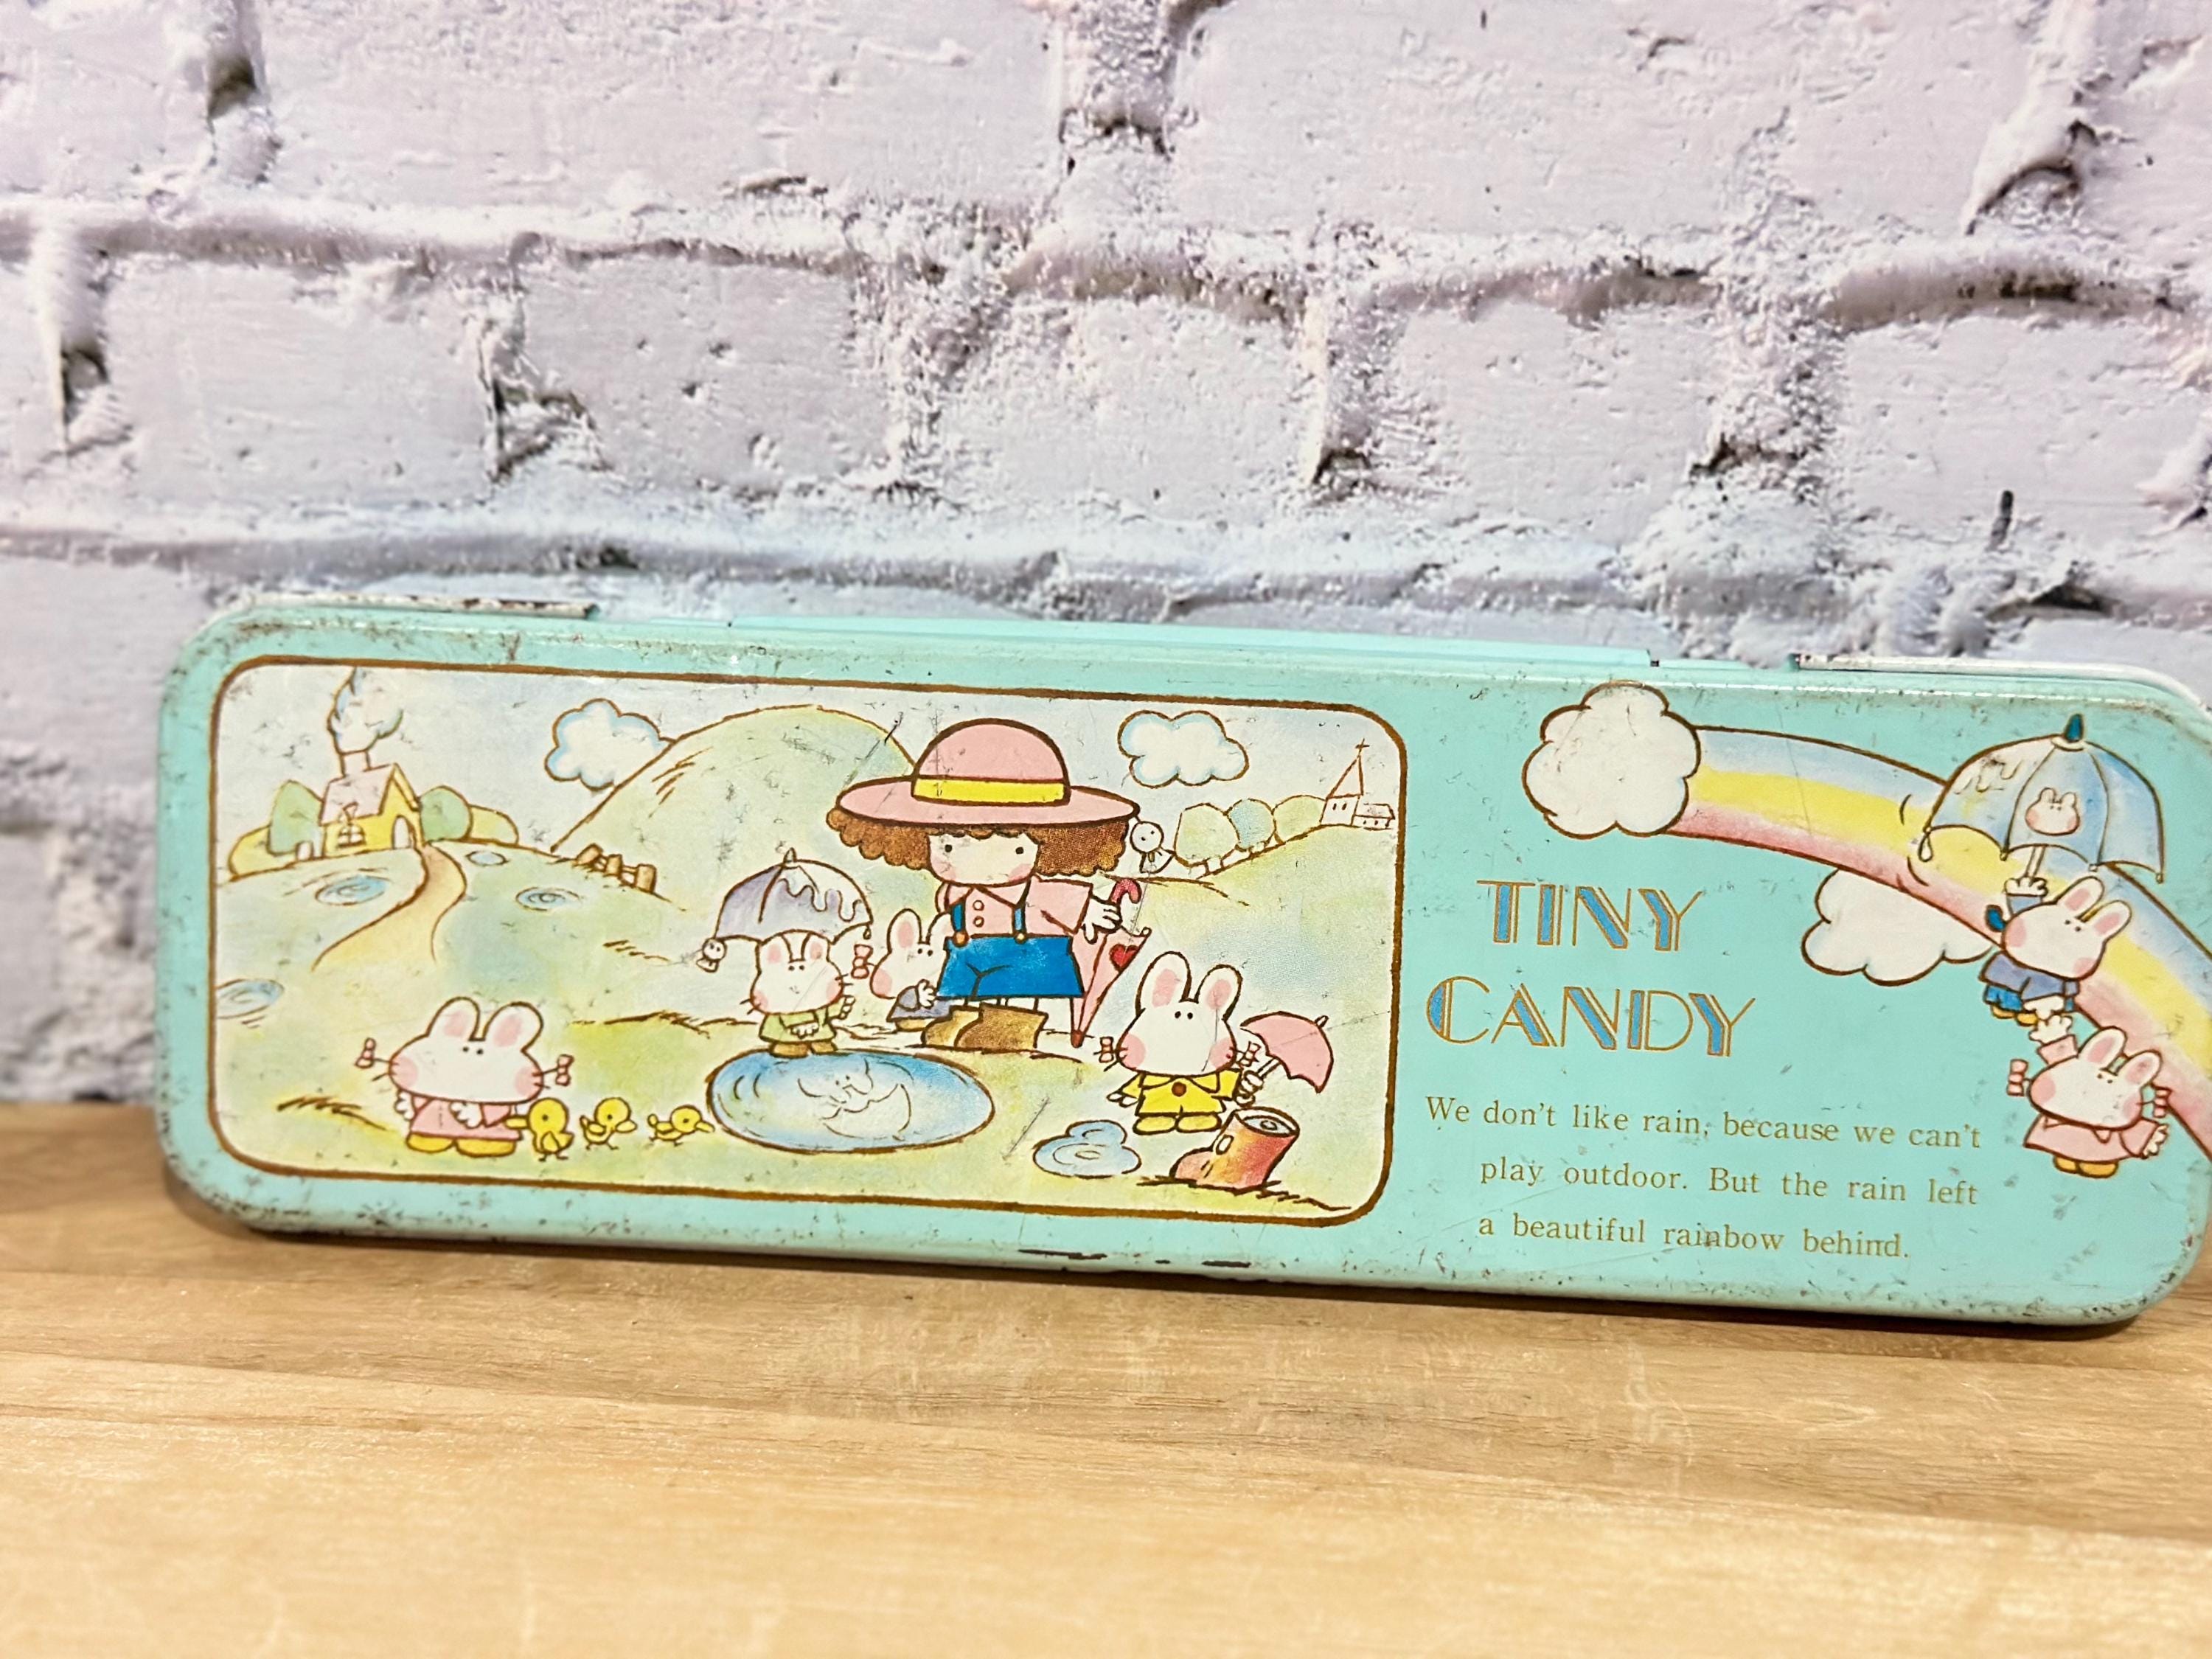 TINY
CANDY
We don't like rain, because we can't
play outdoor. But the rain left
a beautiful rainbow behind.